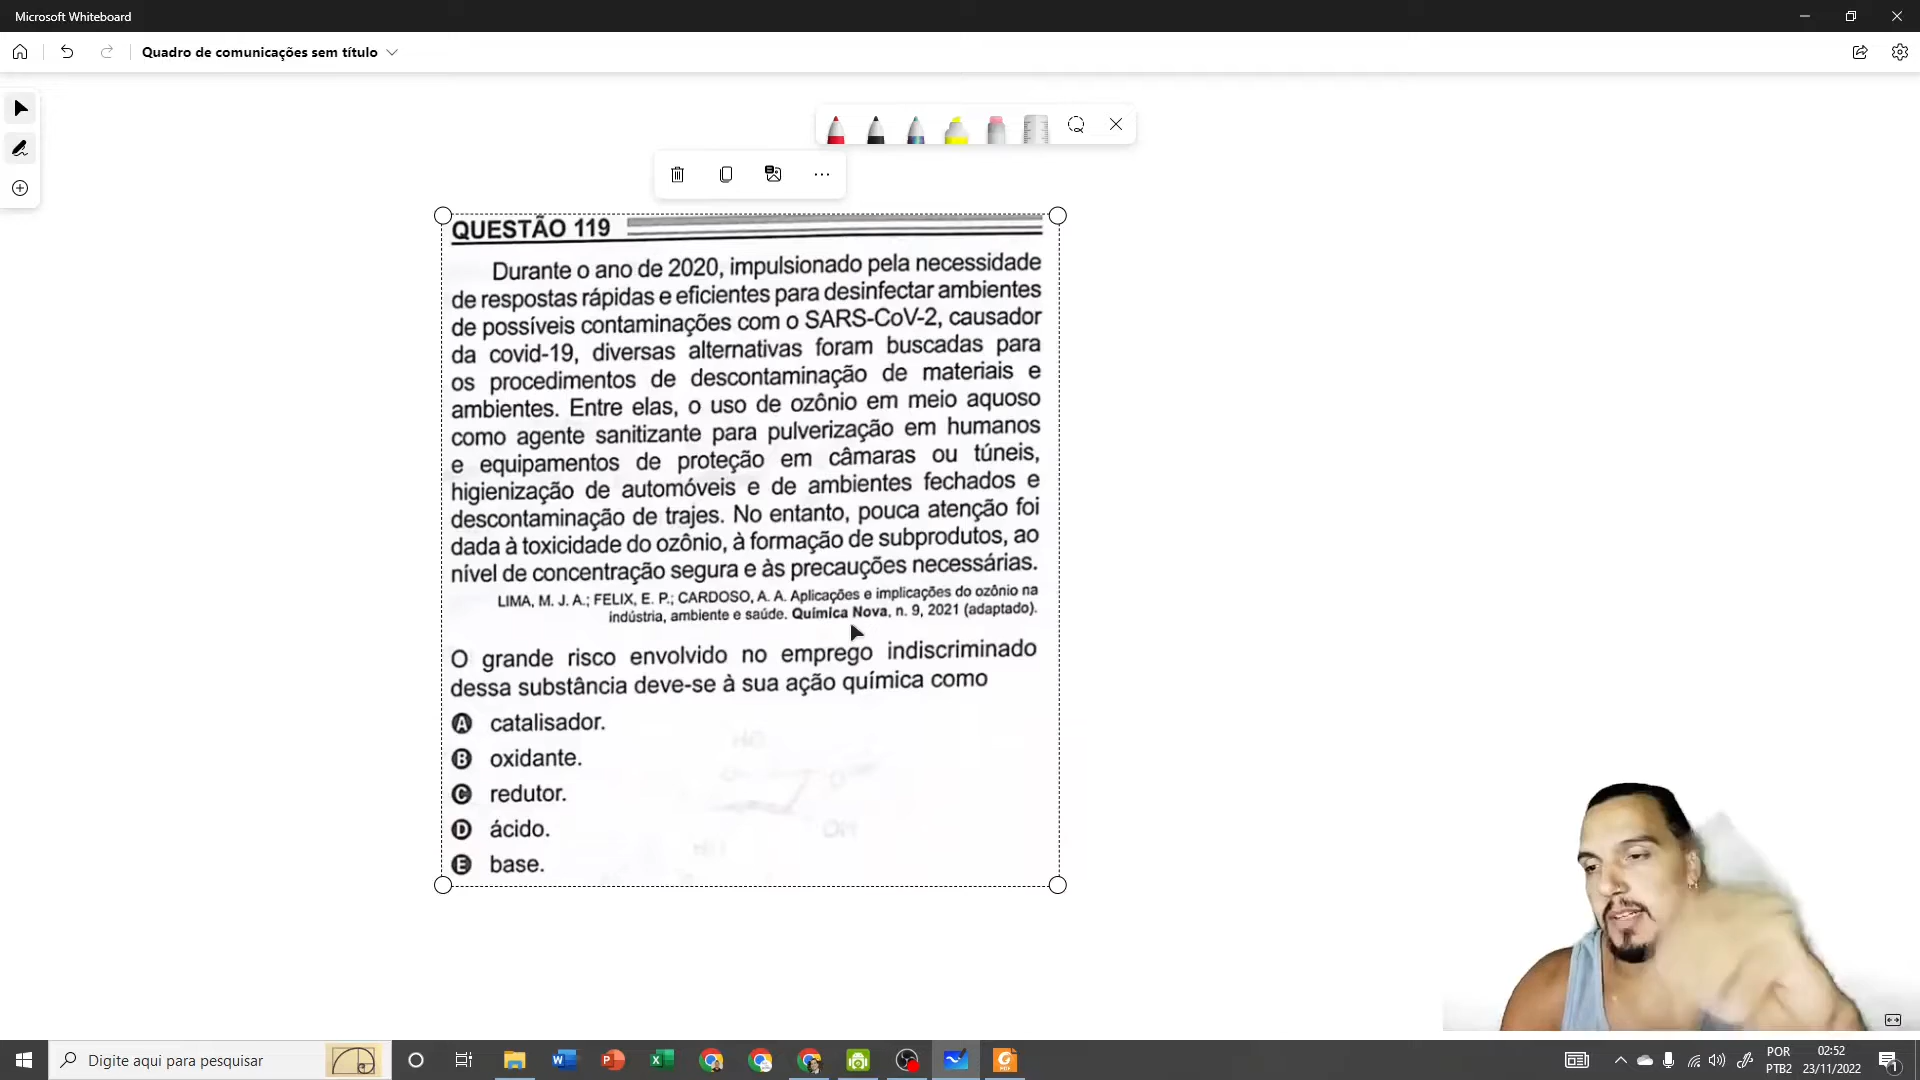 Microsoft Whiteboard
Quadro de comunicações sem título
QUESTÃO 119
Durante o ano de 2020, impulsionado pela necessidade
de respostas rápidas e eficientes para desinfectar ambientes
de possíveis contaminações com o SARS-CoV-2, causador
da covid-19, diversas alternativas foram buscadas para
os procedimentos de descontaminação de materiais e
ambientes. Entre elas, o uso de ozônio em meio aquoso
como agente sanitizante para pulverização em humanos
e equipamentos de proteção em câmaras ou túneis,
higienização de automóveis e de ambientes fechados e
descontaminação de trajes. No entanto, pouca atenção foi
dada à toxicidade do ozônio, à formação de subprodutos, ao
nível de concentração segura e às precauções necessárias.
LIMA, M. J. A.; FELIX, E. P.; CARDOSO, A. A. Aplicações e implicações do ozônio na
indústria, ambiente e saúde. Química Nova, n. 9, 2021 (adaptado).
O grande risco envolvido no emprego indiscriminado
dessa substância deve-se à sua ação química como
A catalisador.
B oxidante.
C redutor.
D ácido.
E base.
Digite aqui para pesquisar
POR
PTB2
02:52
23/11/2022
1